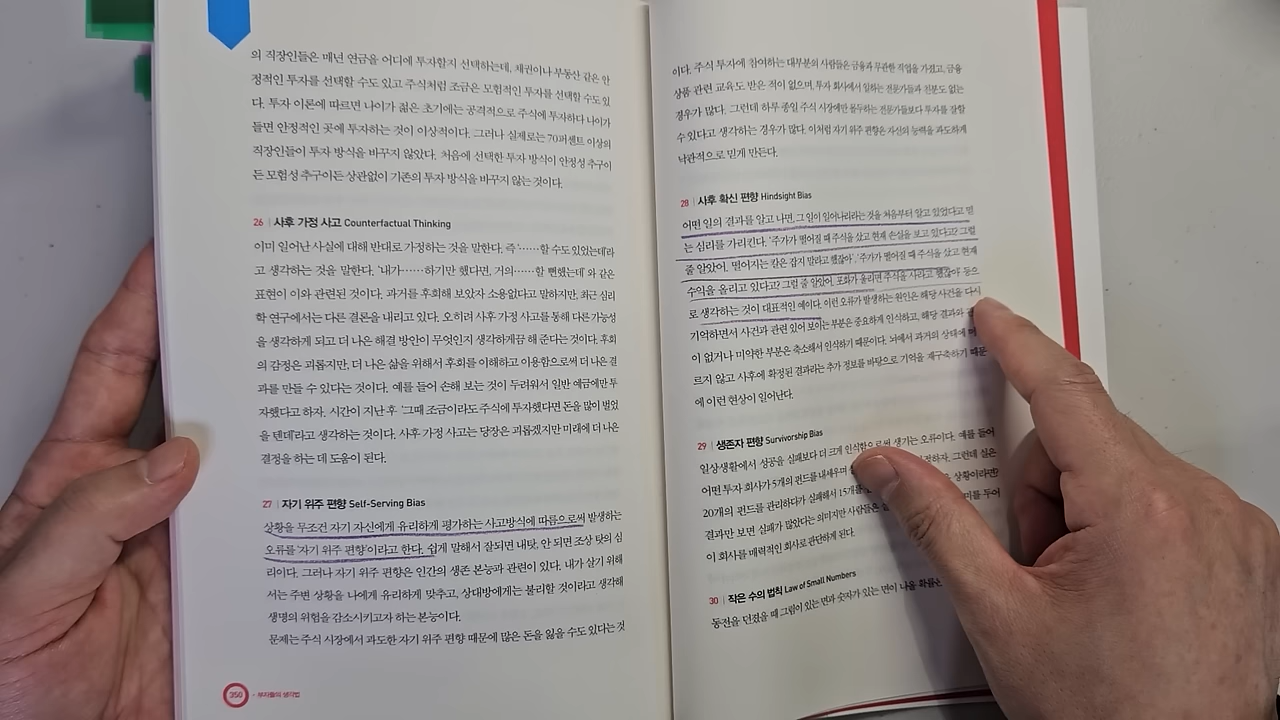 의 직장인들은 매년 연금을 어디에 투자할지 선택하는데, 채권이나 부동산 같은 안
정적인 투자를 선택할 수도 있고 주식처럼 조금은 모험적인 투자를 선택할 수도 있
다. 투자 이론에 따르면 나이가 젊은 초기에는 공격적으로 주식에 투자하다 나이가
들면 안정적인 곳에 투자하는 것이 이상적이다. 그러나 실제로는 70퍼센트 이상의
직장인들이 투자 방식을 바꾸지 않았다. 처음에 선택한 투자 방식이 안정성 추구이
든 모험성 추구이든 상관없이 기존의 투자 방식을 바꾸지 않는 것이다.
26 | 사후 가정 사고 Counterfactual Thinking
이미 일어난 사실에 대해 반대로 가정하는 것을 말한다. 즉 '……할 수도 있었는데'라
고 생각하는 것을 말한다. '내가……하기만 했다면, 거의……할 뻔했는데'와 같은
표현이 이와 관련된 것이다. 과거를 후회해 보았자 소용없다고 말하지만, 최근 심리
학 연구에서는 다른 결론을 내리고 있다. 오히려 사후 가정 사고를 통해 다른 가능성
을 생각하게 되고 더 나은 해결 방안이 무엇인지 생각하게끔 해 준다는 것이다. 후회
의 감정은 괴롭지만, 더 나은 삶을 위해서 후회를 이해하고 이용함으로써 더 나은 결
과를 만들 수 있다는 것이다. 예를 들어 손해 보는 것이 두려워서 일반 예금에만 투
자했다고 하자. 시간이 지난 후 '그때 조금이라도 주식에 투자했다면 돈을 많이 벌었
을 텐데'라고 생각하는 것이다. 사후 가정 사고는 당장은 괴롭겠지만 미래에 더 나은
결정을 하는 데 도움이 된다.
27 | 자기 위주 편향 Self-Serving Bias
상황을 무조건 자기 자신에게 유리하게 평가하는 사고방식에 따름으로써 발생하는
오류를 '자기 위주 편향'이라고 한다. 쉽게 말해서 잘되면 내탓, 안 되면 조상 탓의 심
리이다. 그러나 자기 위주 편향은 인간의 생존 본능과 관련이 있다. 내가 살기 위해
서는 주변 상황을 나에게 유리하게 맞추고, 상대방에게는 불리할 것이라고 생각해
생명의 위험을 감소시키고자 하는 본능이다.
문제는 주식 시장에서 과도한 자기 위주 편향 때문에 많은 돈을 잃을 수도 있다는 것
350 • 투자들의 생각법
이다. 주식 투자에 참여하는 대부분의 사람들은 금융과 무관한 직업을 가졌고, 금융
상품 관련 교육도 받은 적이 없으며, 투자 회사에서 일하는 전문가들과 친분도 없는
경우가 많다. 그런데 하루 종일 주식 시장에만 몰두하는 전문가들보다 투자를 잘할
수 있다고 생각하는 경우가 많다. 이처럼 자기 위주 편향은 자신의 능력을 과도하게
낙관적으로 믿게 만든다.
28 | 사후 확신 편향 Hindsight Bias
어떤 일의 결과를 알고 나면, 그 일이 일어나리라는 것을 처음부터 알고 있었다고 믿
는 심리를 가리킨다. '주가가 떨어질 때 주식을 샀고 현재 손실을 보고 있다고? 그럴
줄 알았어, 떨어지는 칼은 잡지 말라고 했잖아', '주가가 떨어질 때 주식을 샀고 현재
수익을 올리고 있다고? 그럴 줄 알았어, 포화가 울리면 주식을 사라고 했잖아' 등으
로 생각하는 것이 대표적인 예이다. 이런 오류가 발생하는 원인은 해당 사건을 다시
기억하면서 사건과 관련 있어 보이는 부분은 중요하게 인식하고, 해당 결과와
이 없거나 미약한 부분은 축소해서 인식하기 때문이다. 뇌에서 과거의 상태에 머
르지 않고 사후에 확정된 결과라는 추가 정보를 바탕으로 기억을 재구축하기 때문
에 이런 현상이 일어난다.
29 | 생존자 편향 Survivorship Bias
일상생활에서 성공을 실패보다 더 크게 인식함으로써 생기는 오류이다. 예를 들어
어떤 투자 회사가 5개의 펀드를 내세우며 하자. 그런데 실은
20개의 펀드를 관리하다가 실패해서 15개를 상황이라면?
결과만 보면 실패가 많았다는 의미지만 사람들은 를 두어
이 회사를 매력적인 회사로 판단하게 된다.
30 | 작은 수의 법칙 Law of Small Numbers
동전을 던졌을 때 그림이 있는 면과 숫자가 있는 면이 나올 확률은